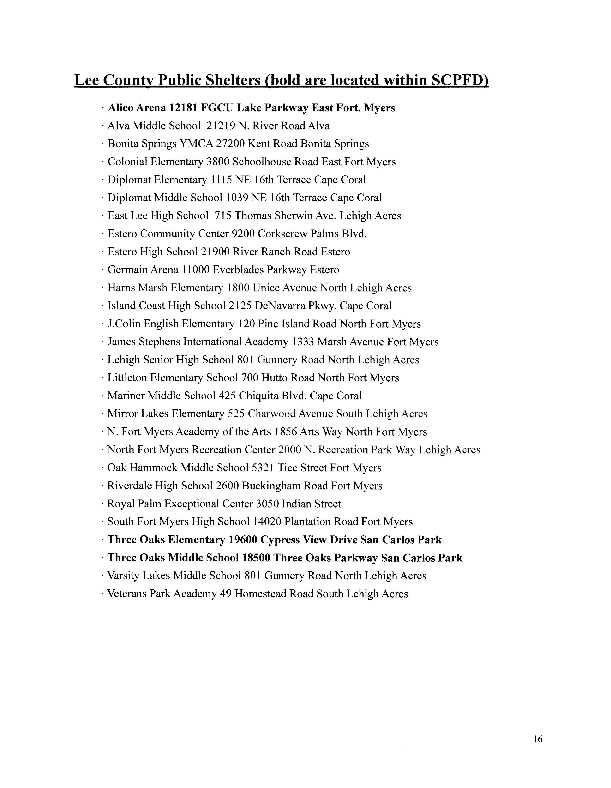 Lee County Public Shelters (bold are located within SCPFD)
· Alico Arena 12181 FGCU Lake Parkway East Fort. Myers
· Alva Middle School  21219 N. River Road Alva
· Bonita Springs YMCA 27200 Kent Road Bonita Springs
· Colonial Elementary 3800 Schoolhouse Road East Fort Myers
· Diplomat Elementary 1115 NE 16th Terrace Cape Coral
· Diplomat Middle School 1039 NE 16th Terrace Cape Coral
· East Lee High School  715 Thomas Sherwin Ave. Lehigh Acres
· Estero Community Center 9200 Corkscrew Palms Blvd.
· Estero High School 21900 River Ranch Road Estero
· Germain Arena 11000 Everblades Parkway Estero
· Harns Marsh Elementary 1800 Unice Avenue North Lehigh Acres
· Island Coast High School 2125 DeNavarra Pkwy. Cape Coral
· J.Colin English Elementary 120 Pine Island Road North Fort Myers
· James Stephens International Academy 1333 Marsh Avenue Fort Myers
· Lehigh Senior High School 801 Gunnery Road North Lehigh Acres
· Littleton Elementary School 700 Hutto Road North Fort Myers
· Mariner Middle School 425 Chiquita Blvd. Cape Coral
· Mirror Lakes Elementary 525 Charwood Avenue South Lehigh Acres
· N. Fort Myers Academy of the Arts 1856 Arts Way North Fort Myers
· North Fort Myers Recreation Center 2000 N. Recreation Park Way Lehigh Acres
· Oak Hammock Middle School 5321 Tice Street Fort Myers
· Riverdale High School 2600 Buckingham Road Fort Myers
· Royal Palm Exceptional Center 3050 Indian Street
· South Fort Myers High School 14020 Plantation Road Fort Myers
· Three Oaks Elementary 19600 Cypress View Drive San Carlos Park
· Three Oaks Middle School 18500 Three Oaks Parkway San Carlos Park
· Varsity Lakes Middle School 801 Gunnery Road North Lehigh Acres
· Veterans Park Academy 49 Homestead Road South Lehigh Acres
16